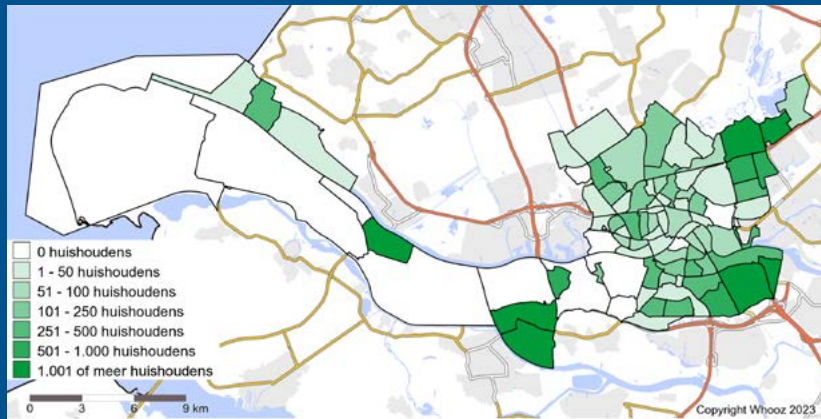 0 huishoudens
1 - 50 huishoudens
51 - 100 huishoudens
101 - 250 huishoudens
251 - 500 huishoudens
501 - 1.000 huishoudens
1.001 of meer huishoudens
0 3 6 9 km
Copyright Whooz 2023